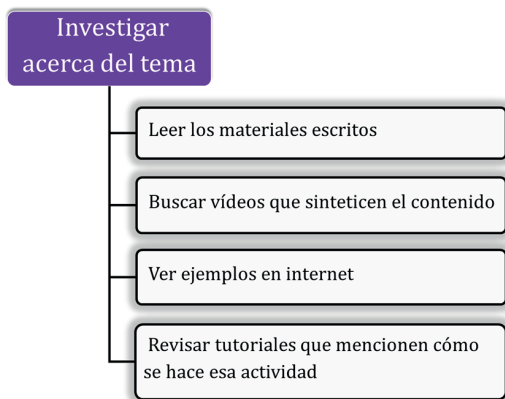 Investigar
acerca del tema
Leer los materiales escritos
Buscar vídeos que sinteticen el contenido
Ver ejemplos en internet
Revisar tutoriales que mencionen cómo
se hace esa actividad